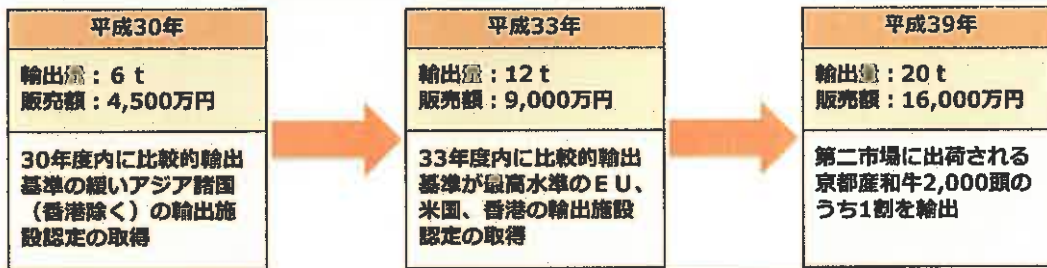 平成30年
輸出量：6 t
販売額：4,500万円
30年度内に比較的輸出
基準の緩いアジア諸国
（香港除く）の輸出施
設認定の取得
平成33年
輸出量：12 t
販売額：9,000万円
33年度内に比較的輸出
基準が最高水準のＥＵ、
米国、香港の輸出施設
認定の取得
平成39年
輸出量：20 t
販売額：16,000万円
第二市場に出荷される
京都産和牛2,000頭の
うち1割を輸出